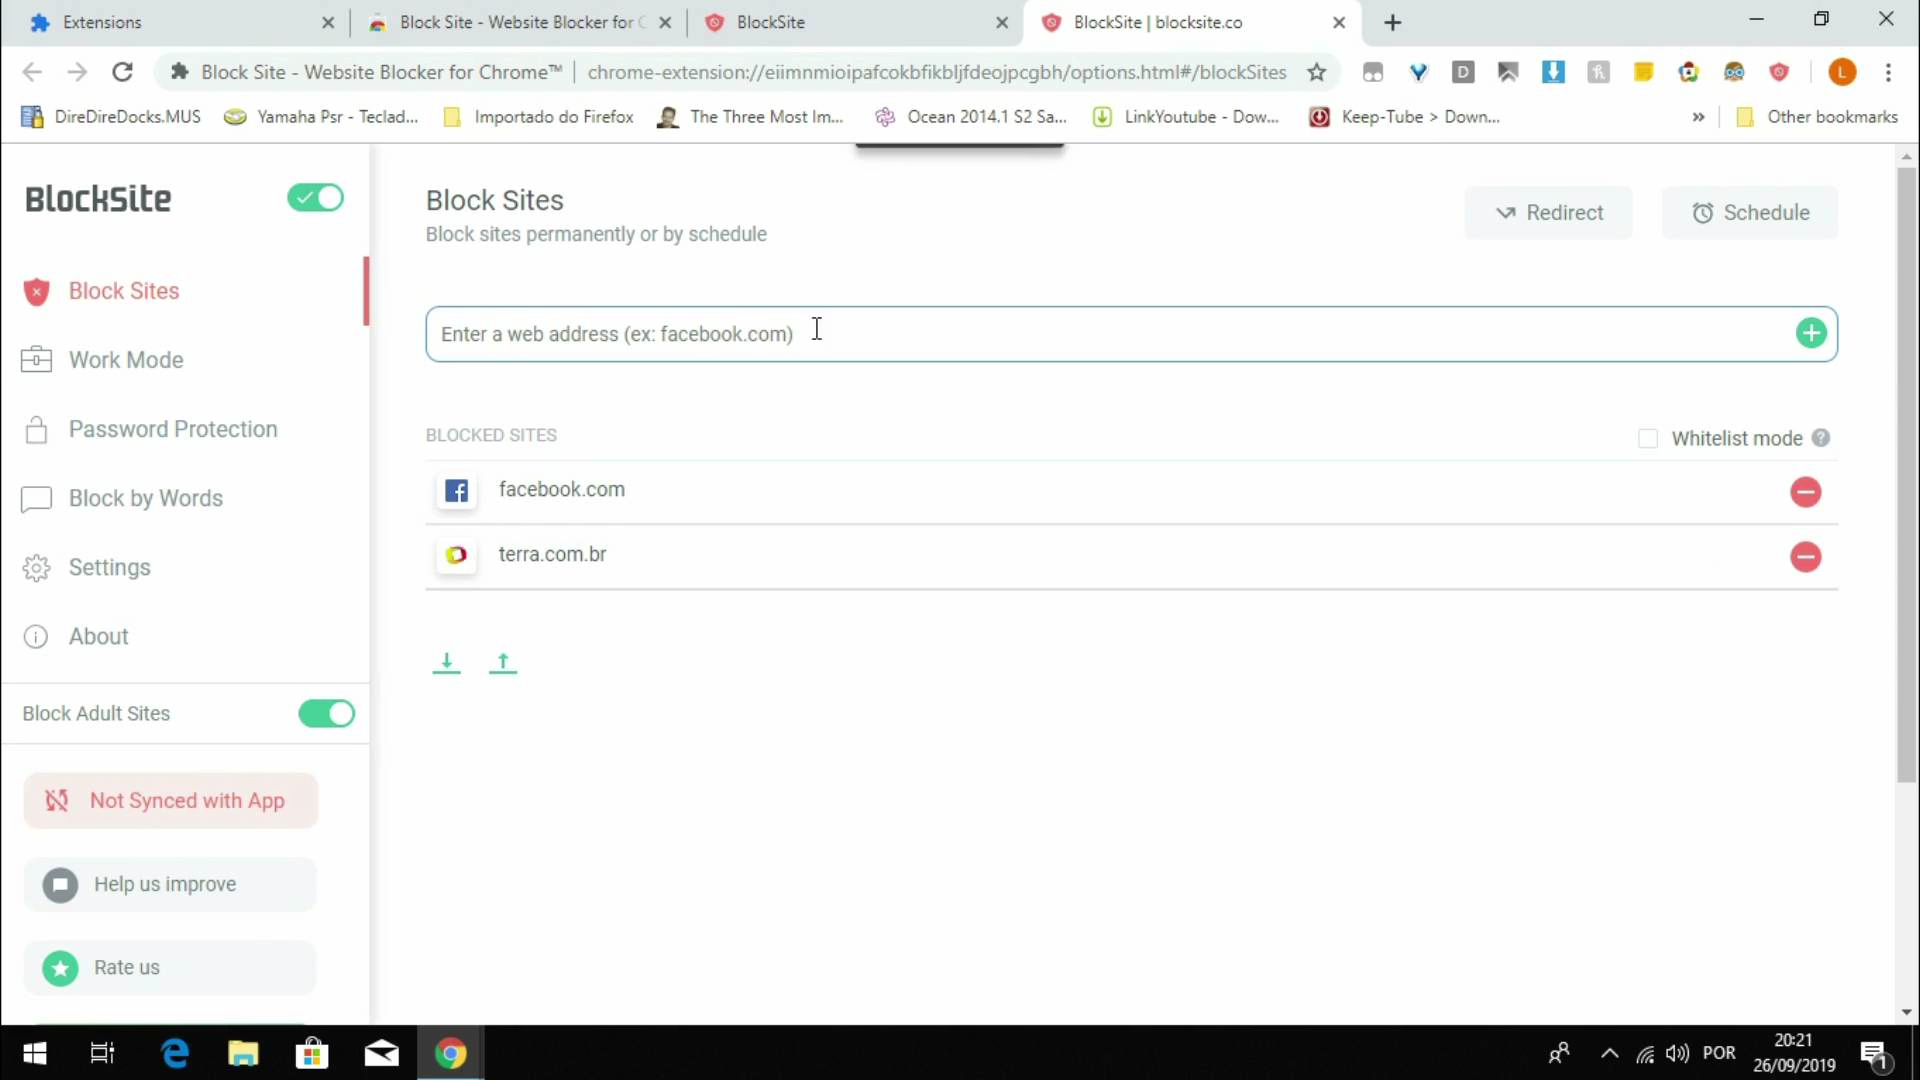 Extensions
Block Site - Website Blocker for C
BlockSite
BlockSite | blocksite.co
Block Site - Website Blocker for Chrome™
chrome-extension://eiimnmioipafcokbfikbljfdeojpcgbh/options.html#/blockSites
D
L
DireDireDocks.MUS
Yamaha Psr - Teclad...
Importado do Firefox
The Three Most Im...
Ocean 2014.1 S2 Sa...
LinkYoutube - Dow...
Keep-Tube > Down...
»
Other bookmarks
BlockSite
Block Sites
Work Mode
Password Protection
Block by Words
Settings
About
Block Adult Sites
Not Synced with App
Help us improve
Rate us
Block Sites
Block sites permanently or by schedule
Redirect
Schedule
Enter a web address (ex: facebook.com)
BLOCKED SITES
Whitelist mode ?
facebook.com
terra.com.br
POR
20:21
26/09/2019
1